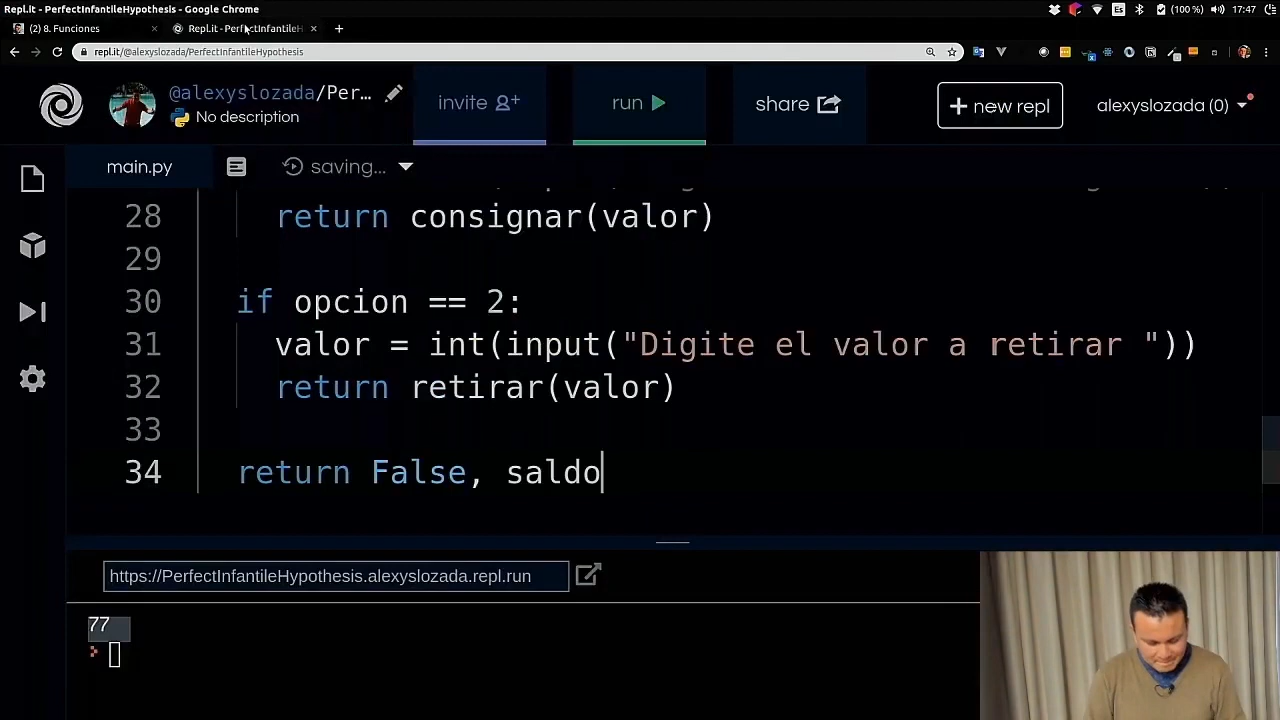 Repl.it - PerfectInfantileHypothesis - Google Chrome
Es
(100 %)
17:47
(2) 8. Funciones
Repl.it - PerfectInfantileH
repl.it/@alexyslozada/PerfectInfantileHypothesis
@alexyslozada/Per...
No description
invite
run
share
+ new repl
alexyslozada (0)
main.py
saving...
28 return consignar(valor)
29
30 if opcion == 2:
31 valor = int(input("Digite el valor a retirar "))
32 return retirar(valor)
33
34 return False, saldo
https://PerfectInfantileHypothesis.alexyslozada.repl.run
77